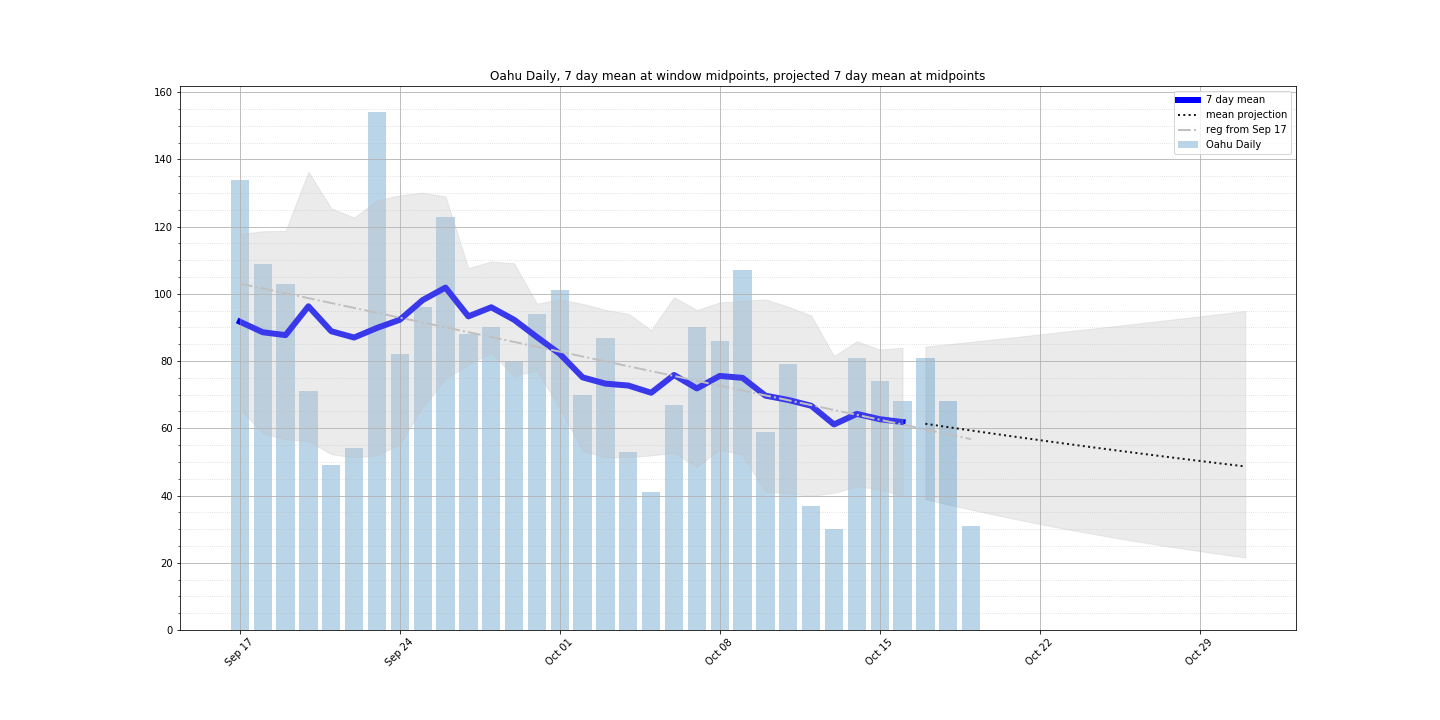 Oahu Daily, 7 day mean at window midpoints, projected 7 day mean at midpoints
160
140
120
100
80
60
40
20
0
7 day mean
mean projection
reg from Sep 17
Oahu Daily
Sep 17
Sep 24
Oct 01
Oct 08
Oct 15
Oct 22
Oct 29